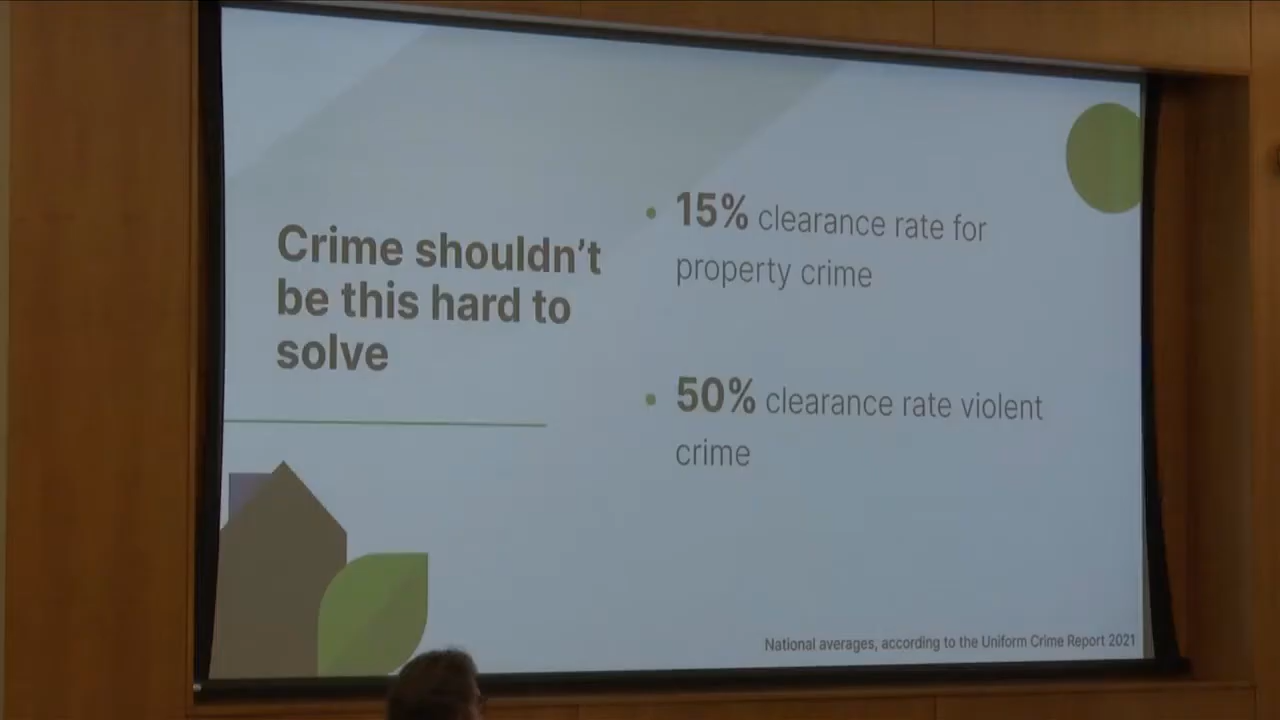 Crime shouldn't
be this hard to
solve
• 15% clearance rate for
property crime
• 50% clearance rate violent
crime
National averages, according to the Uniform Crime Report 2021